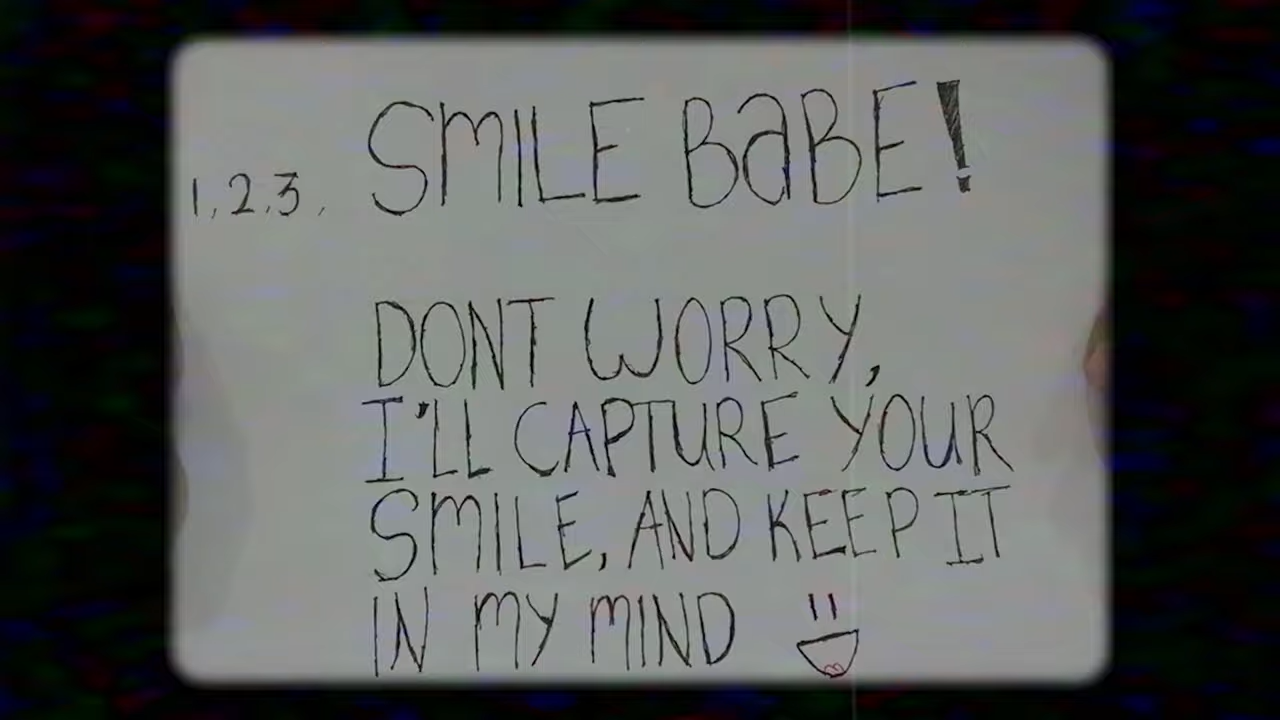 1,2,3, SMILE BaBE!
DONT WORRY,
I'LL CAPTURE YOUR
SMILE, AND KEEP IT
IN MY MIND